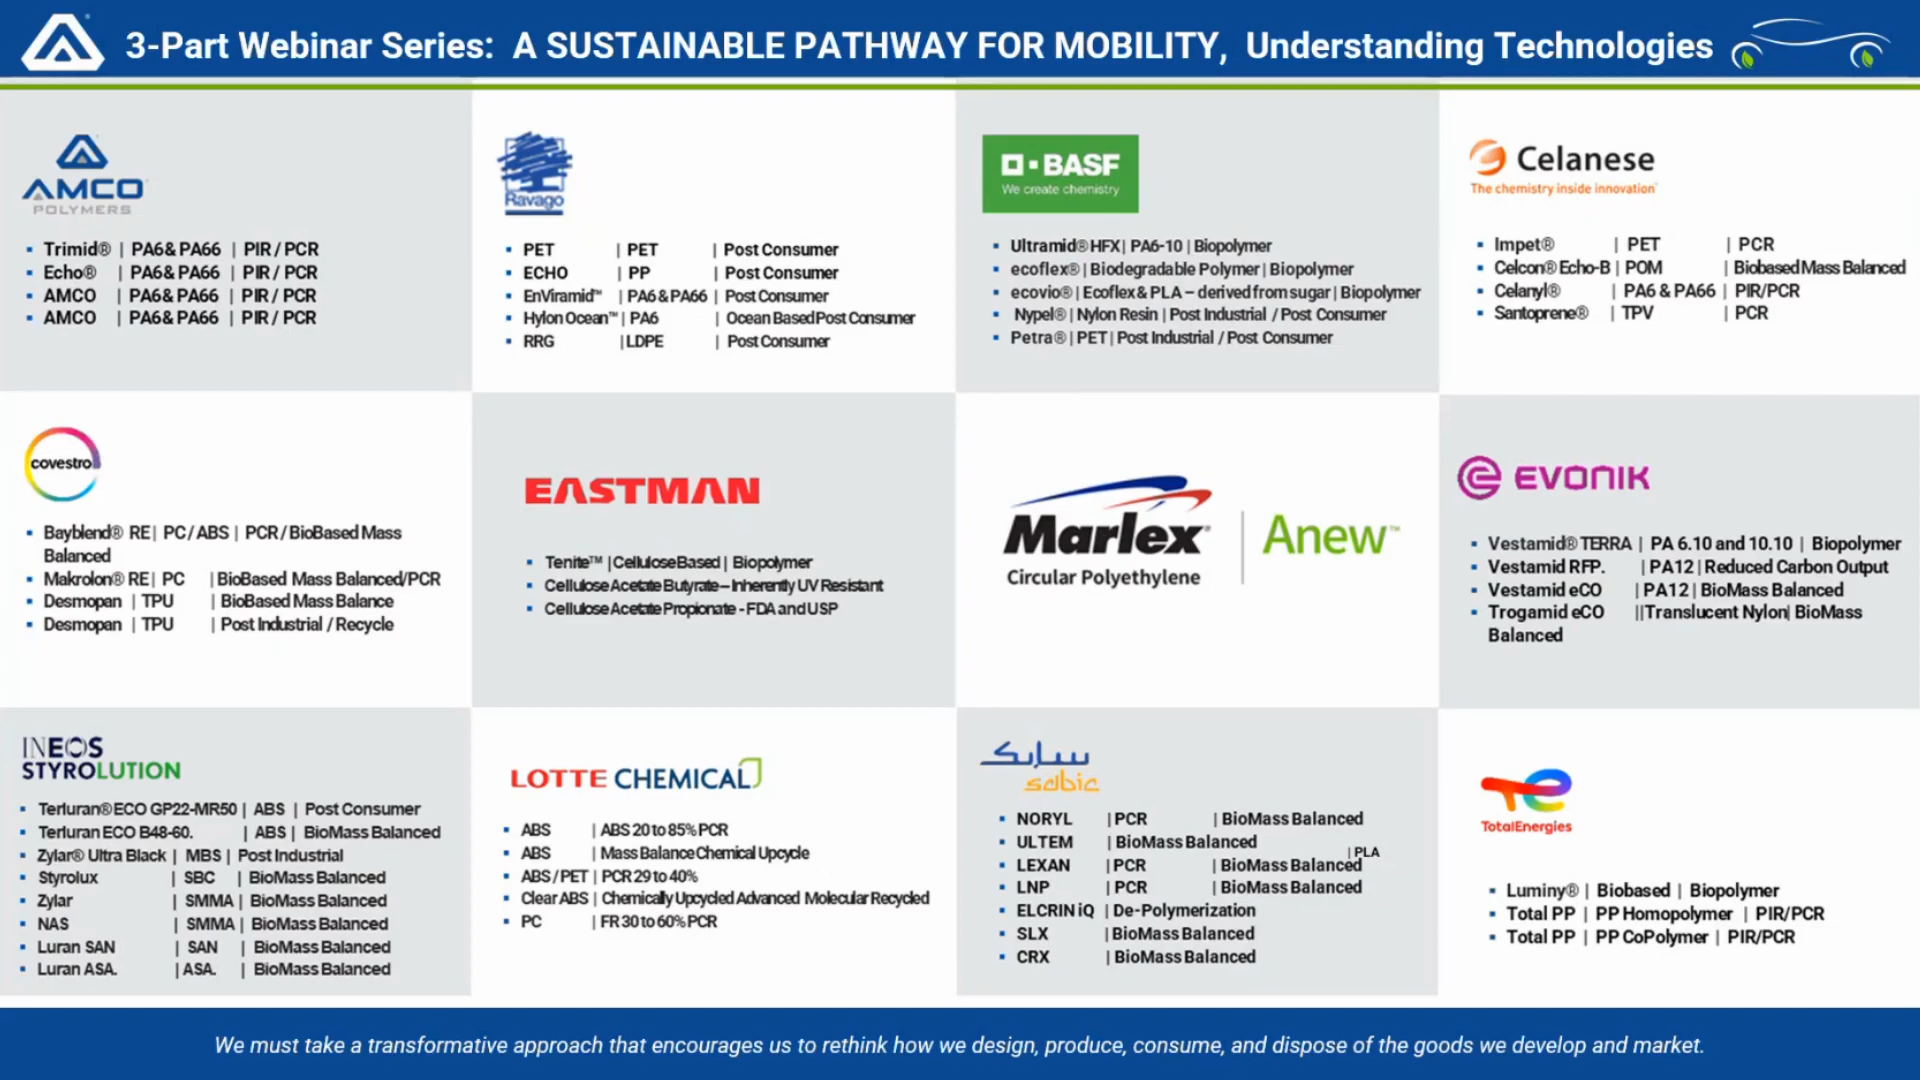 3-Part Webinar Series: A SUSTAINABLE PATHWAY FOR MOBILITY, Understanding Technologies
AMCO
POLYMERS
Trimid® | PA6& PA66 | PIR / PCR
Echo® | PA6& PA66 | PIR / PCR
AMCO | PA6& PA66 | PIR / PCR
AMCO | PA6& PA66 | PIR / PCR
Ravago
PET | PET | Post Consumer
ECHO | PP | Post Consumer
EnViramid™ | PA6 & PA66 | Post Consumer
Hylon Ocean™ | PA6 | Ocean Based Post Consumer
RRG | LDPE | Post Consumer
BASF
We create chemistry
Ultramid® HFX | PA6-10 | Biopolymer
ecoflex® | Biodegradable Polymer | Biopolymer
ecovio® | Ecoflex & PLA – derived from sugar | Biopolymer
Nypel® | Nylon Resin | Post Industrial / Post Consumer
Petra® | PET | Post Industrial / Post Consumer
Celanese
The chemistry inside innovation™
Impet® | PET | PCR
Celcon® Echo-B | POM | Biobased Mass Balanced
Celanyl® | PA6 & PA66 | PIR/PCR
Santoprene® | TPV | PCR
covestro
Bayblend® RE | PC / ABS | PCR / BioBased Mass
Balanced
Makrolon® RE | PC | BioBased Mass Balanced/PCR
Desmopan | TPU | BioBased Mass Balance
Desmopan | TPU | Post Industrial / Recycle
EASTMAN
Tenite™ | Cellulose Based | Biopolymer
Cellulose Acetate Butyrate – Inherently UV Resistant
Cellulose Acetate Propionate - FDA and USP
Marlex® | Anew™
Circular Polyethylene
EVONIK
Vestamid® TERRA | PA 6.10 and 10.10 | Biopolymer
Vestamid RFP. | PA12 | Reduced Carbon Output
Vestamid eCO | PA12 | BioMass Balanced
Trogamid eCO ||Translucent Nylon| BioMass
Balanced
INEOS
STYROLUTION
Terluran® ECO GP22-MR50 | ABS | Post Consumer
Terluran ECO B48-60. | ABS | BioMass Balanced
Zylar® Ultra Black | MBS | Post Industrial
Styrolux | SBC | BioMass Balanced
Zylar | SMMA | BioMass Balanced
NAS | SMMA | BioMass Balanced
Luran SAN | SAN | BioMass Balanced
Luran ASA. | ASA. | BioMass Balanced
LOTTE CHEMICAL
ABS | ABS 20 to 85% PCR
ABS | Mass Balance Chemical Upcycle
ABS / PET | PCR 29 to 40%
Clear ABS | Chemically Upcycled Advanced Molecular Recycled
PC | FR 30 to 60% PCR
سابك
sabic
NORYL | PCR | BioMass Balanced
ULTEM | BioMass Balanced
| PLA
LEXAN | PCR | BioMass Balanced
LNP | PCR | BioMass Balanced
ELCRIN iQ | De-Polymerization
SLX | BioMass Balanced
CRX | BioMass Balanced
TotalEnergies
Luminy® | Biobased | Biopolymer
Total PP | PP Homopolymer | PIR/PCR
Total PP | PP CoPolymer | PIR/PCR
We must take a transformative approach that encourages us to rethink how we design, produce, consume, and dispose of the goods we develop and market.